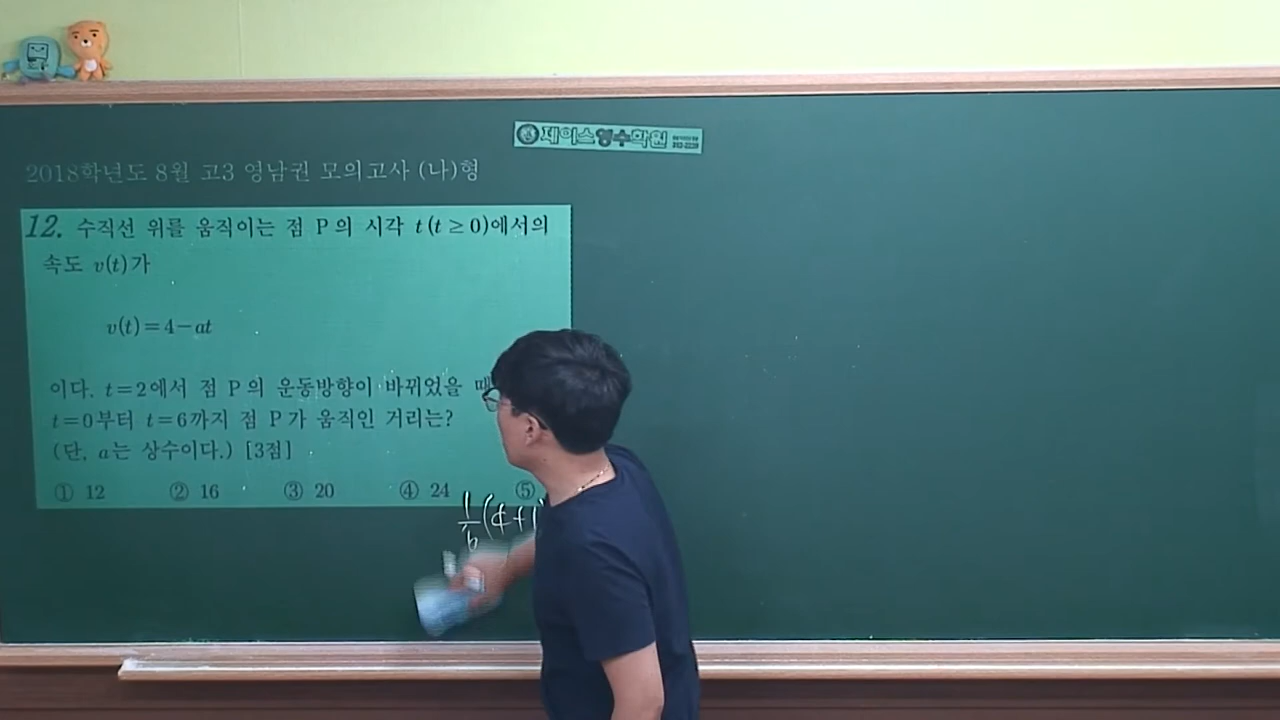 제이스영수학원
2018학년도 8월 고3 영남권 모의고사 (나)형
12. 수직선 위를 움직이는 점 P의 시각 t(t≥0)에서의
속도 v(t)가
v(t)=4-at
이다. t=2에서 점 P의 운동방향이 바뀌었을
t=0부터 t=6까지 점 P가 움직인 거리는?
(단, a는 상수이다.) [3점]
① 12 ② 16 ③ 20 ④ 24 ⑤